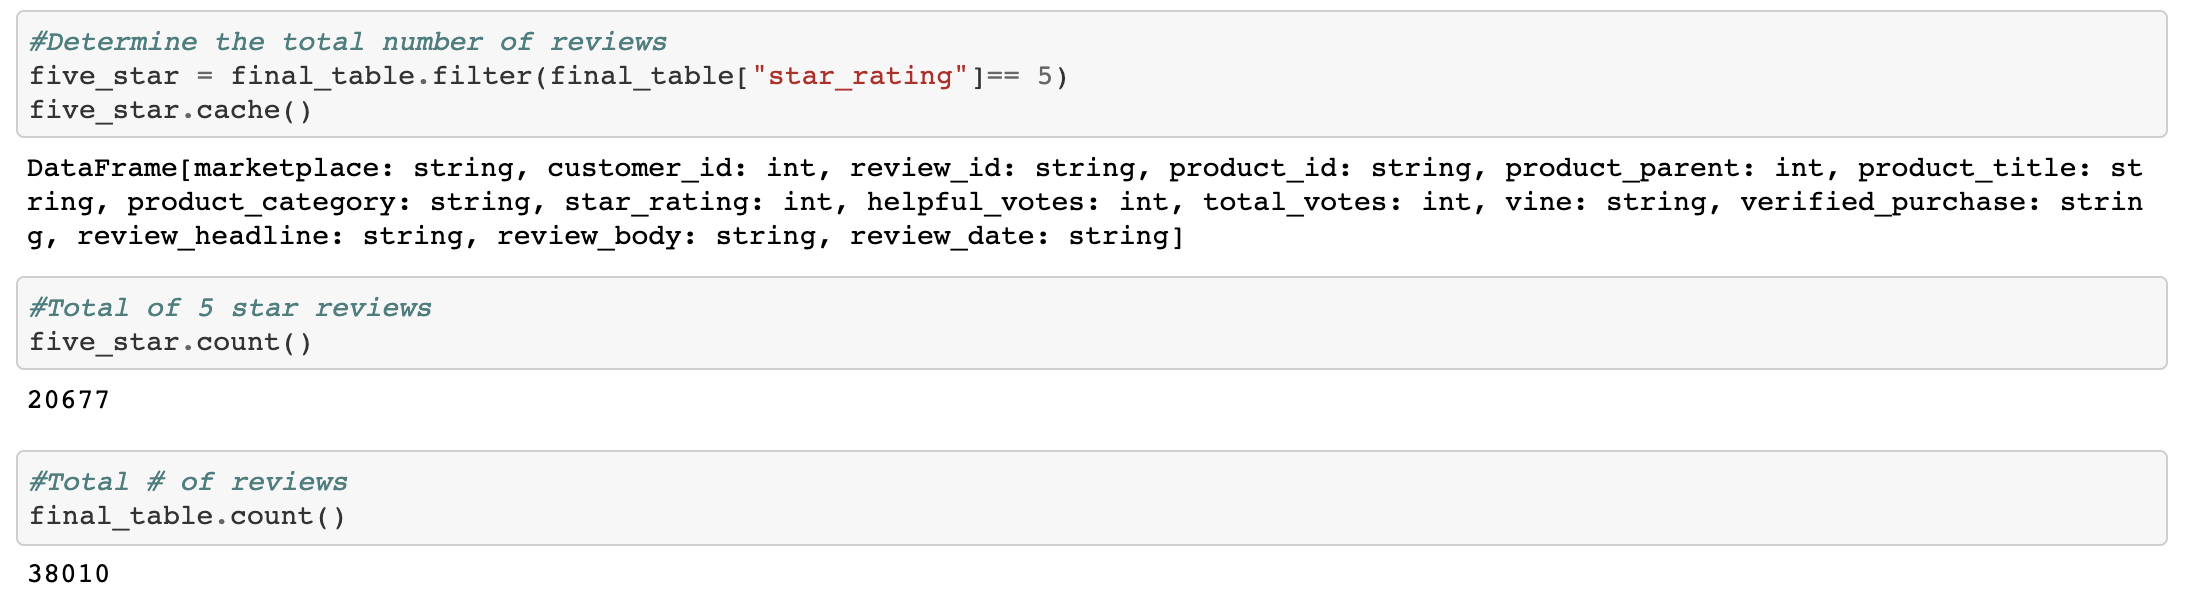 #Determine the total number of reviews
five_star = final_table.filter(final_table["star_rating"]== 5)
five_star.cache()
DataFrame[marketplace: string, customer_id: int, review_id: string, product_id: string, product_parent: int, product_title: st
ring, product_category: string, star_rating: int, helpful_votes: int, total_votes: int, vine: string, verified_purchase: strin
g, review_headline: string, review_body: string, review_date: string]
#Total of 5 star reviews
five_star.count()
20677
#Total # of reviews
final_table.count()
38010